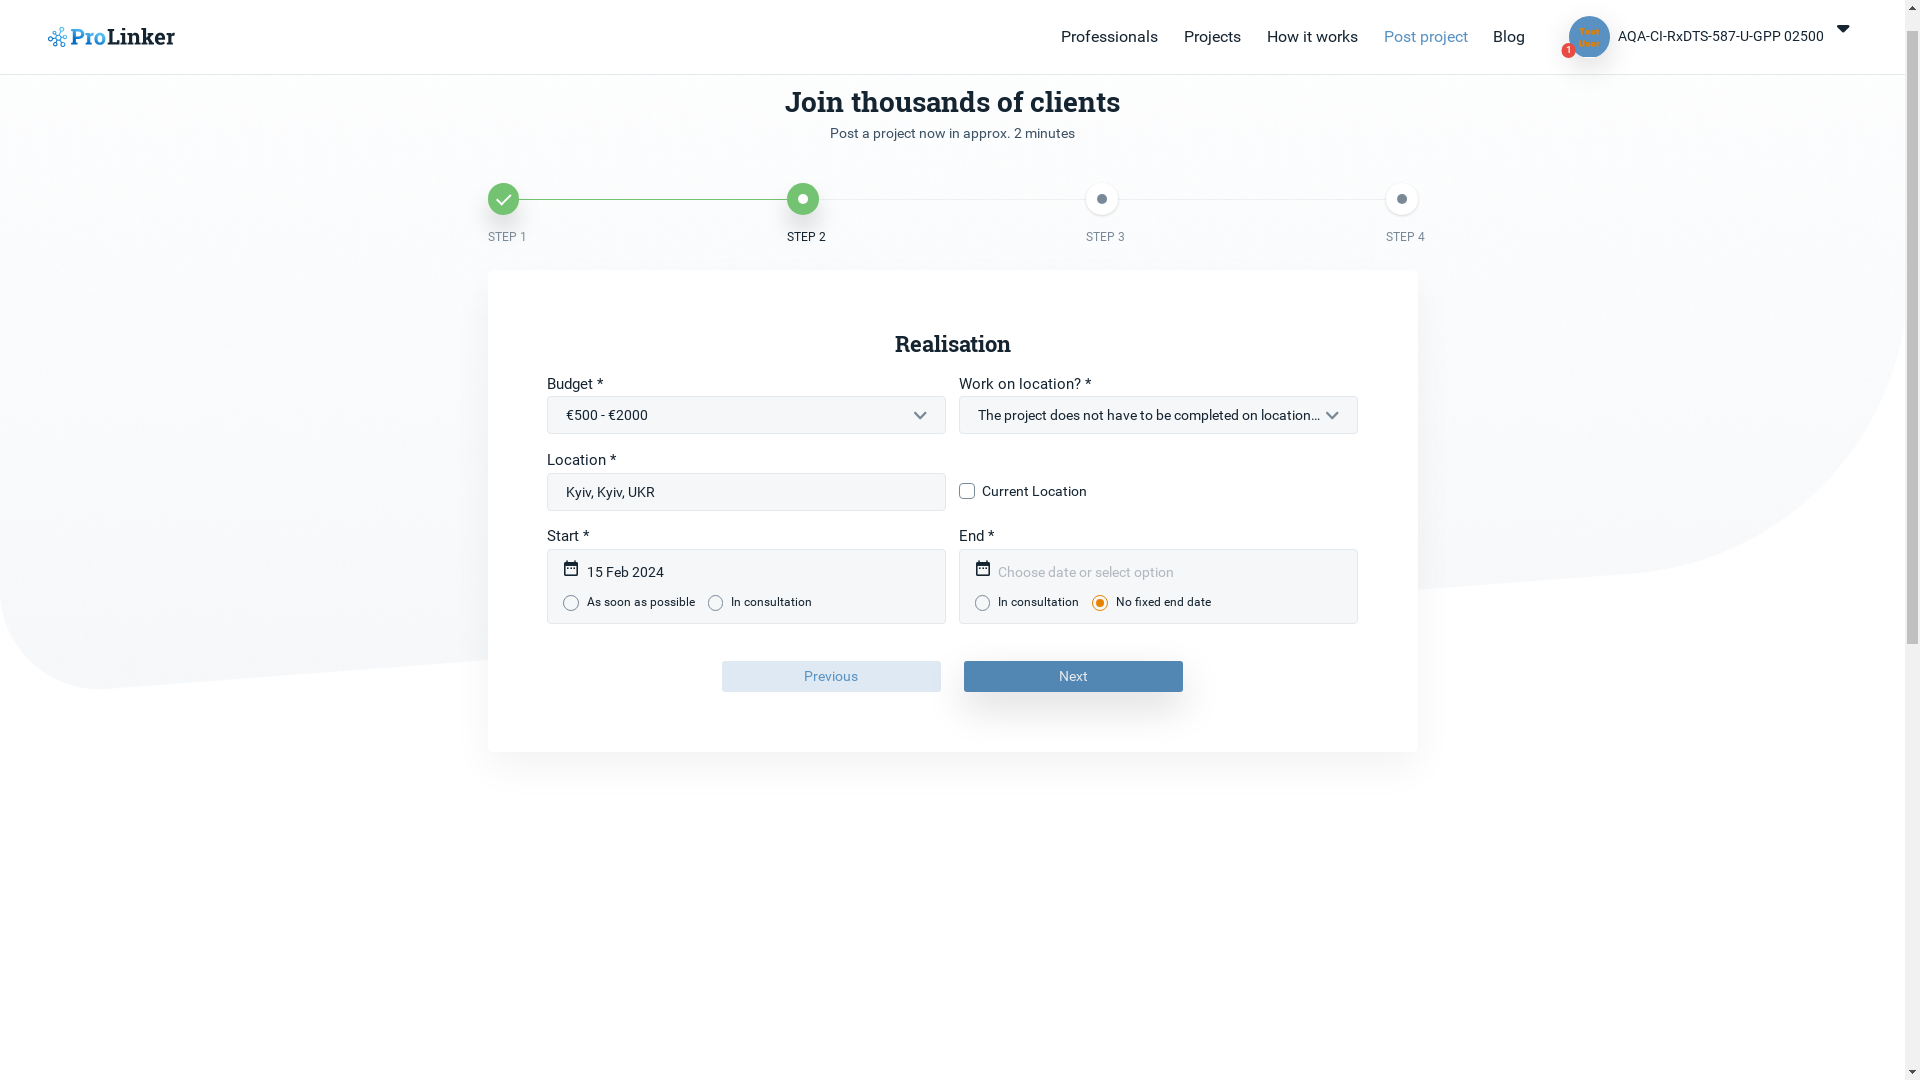 ProLinker
Professionals
Projects
How it works
Post project
Blog
Test User
1
AQA-CI-RxDTS-587-U-GPP 02500
Join thousands of clients
Post a project now in approx. 2 minutes
STEP 1
STEP 2
STEP 3
STEP 4
Realisation
Budget *
Work on location? *
€500 - €2000
The project does not have to be completed on location...
Location *
Kyiv, Kyiv, UKR
Current Location
Start *
End *
15 Feb 2024
Choose date or select option
As soon as possible
In consultation
In consultation
No fixed end date
Previous
Next